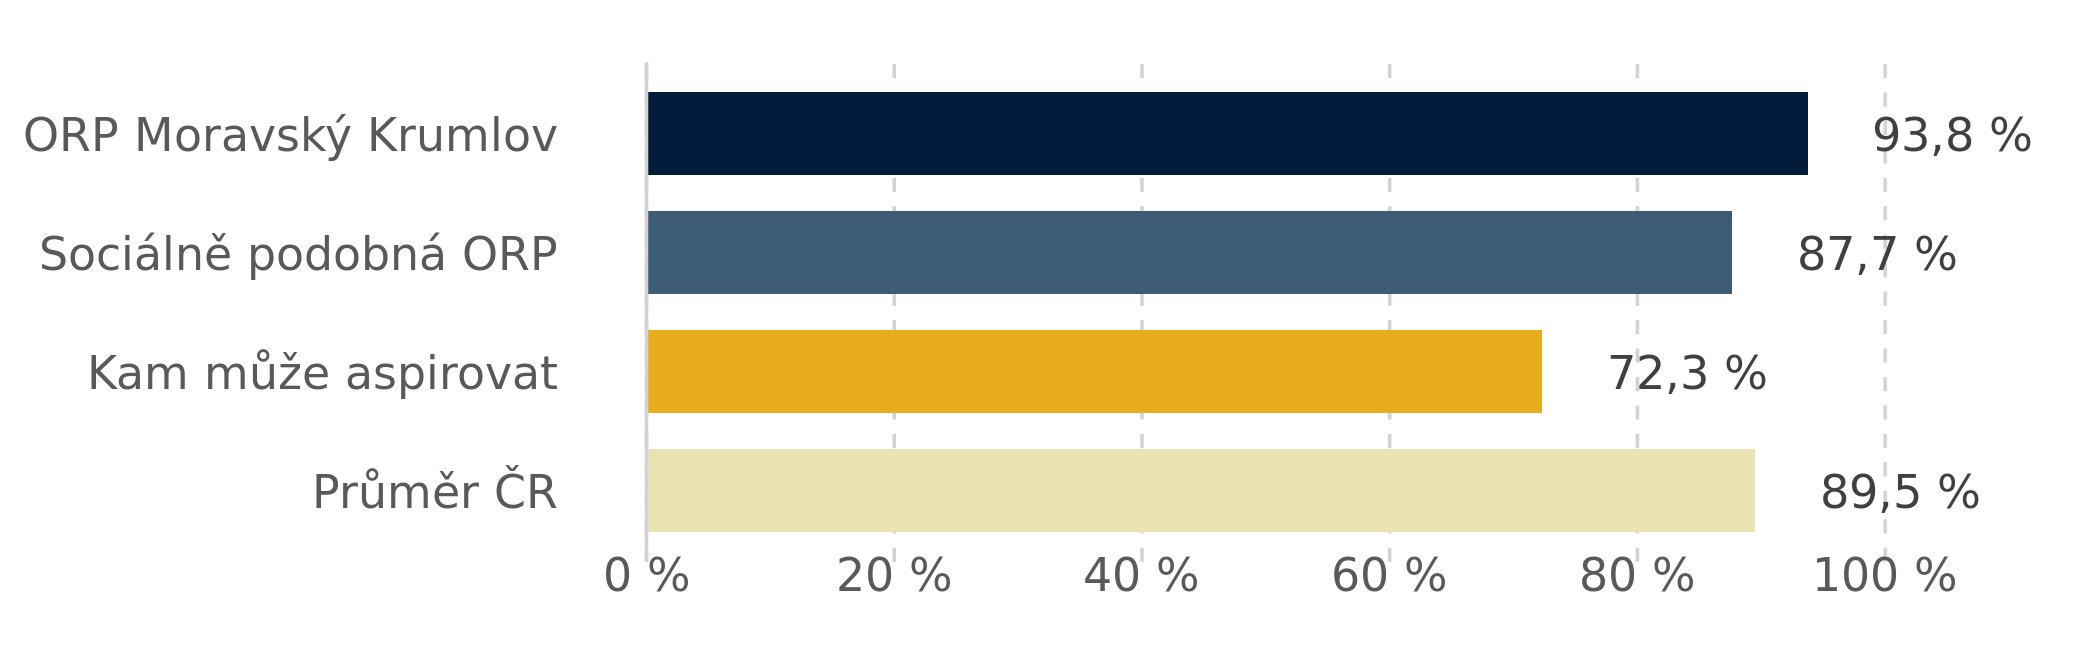 ORP Moravský Krumlov 93,8 %
Sociálně podobná ORP 87,7 %
Kam může aspirovat 72,3 %
Průměr ČR 89,5 %
0 % 20 % 40 % 60 % 80 % 100 %